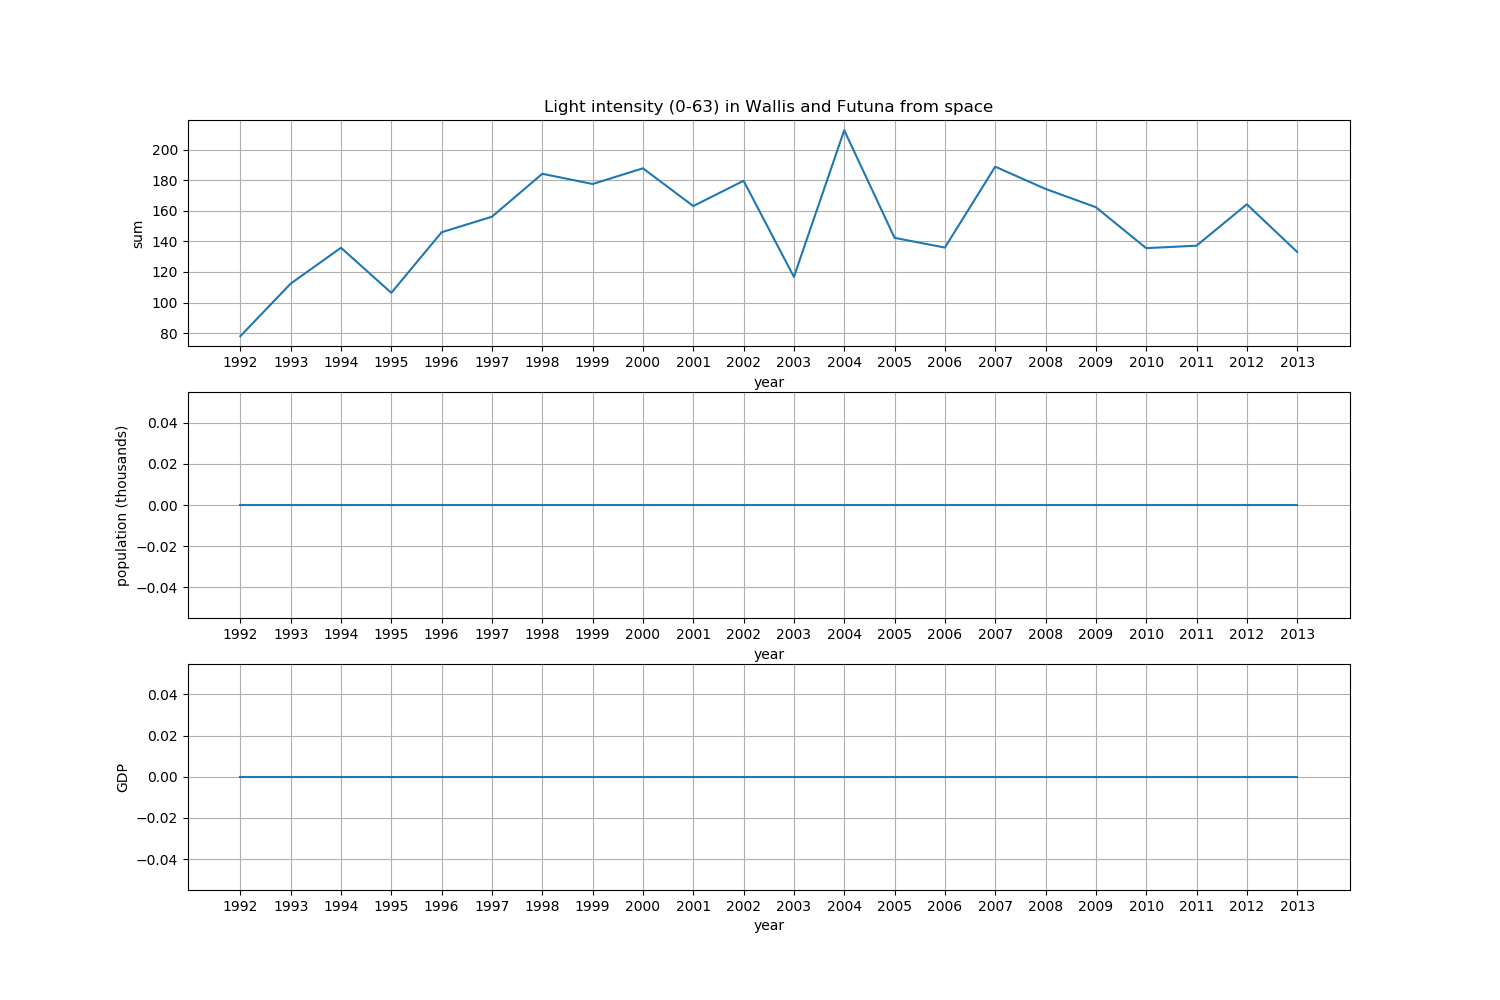 Light intensity (0-63) in Wallis and Futuna from space
sum
200
180
160
140
120
100
80
1992 1993 1994 1995 1996 1997 1998 1999 2000 2001 2002 2003 2004 2005 2006 2007 2008 2009 2010 2011 2012 2013
year
population (thousands)
0.04
0.02
0.00
−0.02
−0.04
1992 1993 1994 1995 1996 1997 1998 1999 2000 2001 2002 2003 2004 2005 2006 2007 2008 2009 2010 2011 2012 2013
year
GDP
0.04
0.02
0.00
−0.02
−0.04
1992 1993 1994 1995 1996 1997 1998 1999 2000 2001 2002 2003 2004 2005 2006 2007 2008 2009 2010 2011 2012 2013
year